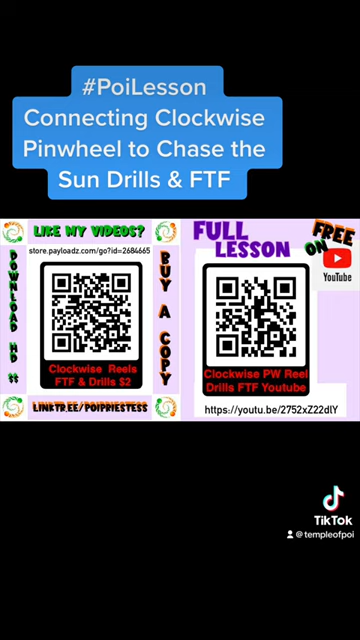 #PoiLesson
Connecting Clockwise
Pinwheel to Chase the
Sun Drills & FTF
LIKE MY VIDEOS?
store.payloadz.com/go?id=2684665
DOWNLOAD HD $$
BUY A COPY
Clockwise Reels
FTF & Drills $2
LINKTR.EE/POIPRIESTESS
FULL
LESSON
FREE
ON
YouTube
Clockwise PW Reel
Drills FTF Youtube
https://youtu.be/2752xZ22dlY
TikTok
@templeofpoi